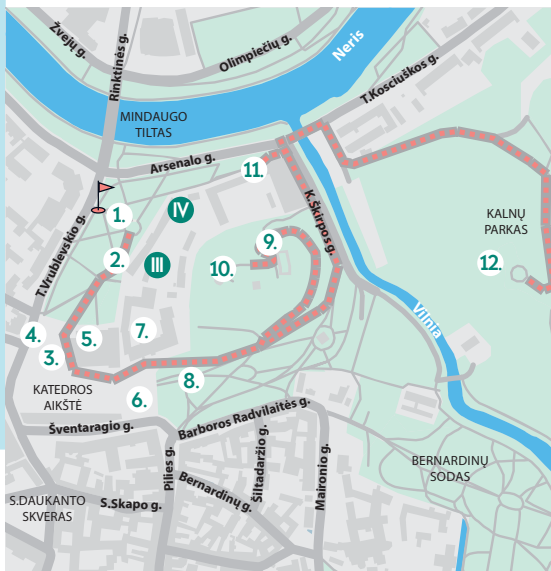 Žvejų g.
Rinktinės g.
Olimpiečių g.
Neris
T.Kosciuškos g.
MINDAUGO
TILTAS
Arsenalo g.
11.
K.Škirpos g.
1.
IV
T.Vrublevskio g.
KALNŲ
PARKAS
2.
III
9.
10.
12.
Vilnia
4.
5.
7.
3.
8.
KATEDROS
AIKŠTĖ
6.
Šventaragio g.
Barboros Radvilaitės g.
Pilies g.
Šiltadaržio g.
Maironio g.
BERNARDINŲ
SODAS
Bernardinų g.
S.DAUKANTO
SKVERAS
S.Skapo g.